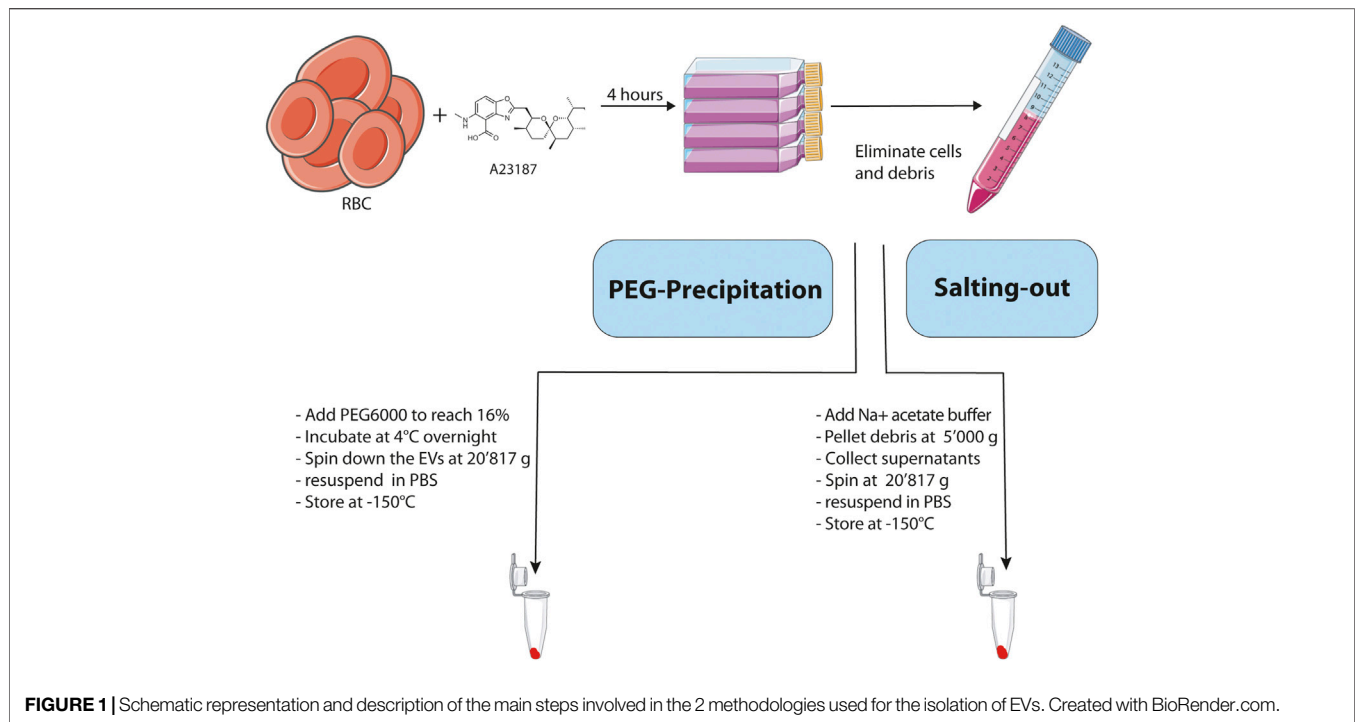 4 hours
A23187
RBC
Eliminate cells
and debris
PEG-Precipitation
Salting-out
- Add PEG6000 to reach 16%
- Incubate at 4°C overnight
- Spin down the EVs at 20'817 g
- resuspend in PBS
- Store at -150°C
- Add Na+ acetate buffer
- Pellet debris at 5'000 g
- Collect supernatants
- Spin at 20'817 g
- resuspend in PBS
- Store at -150°C
FIGURE 1 | Schematic representation and description of the main steps involved in the 2 methodologies used for the isolation of EVs. Created with BioRender.com.